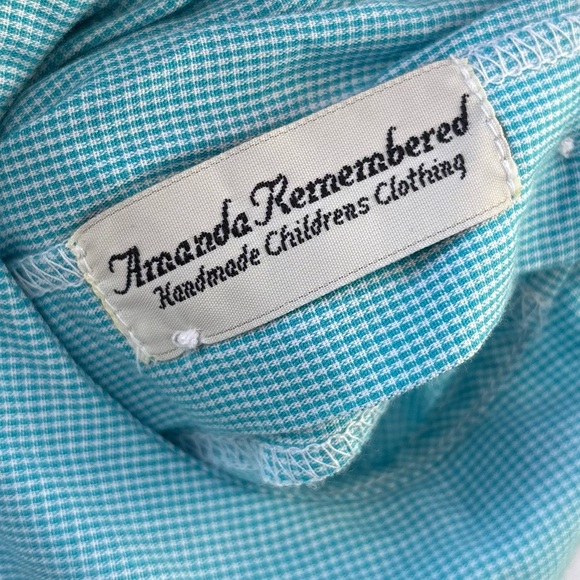 Amanda Remembered
Handmade Childrens Clothing